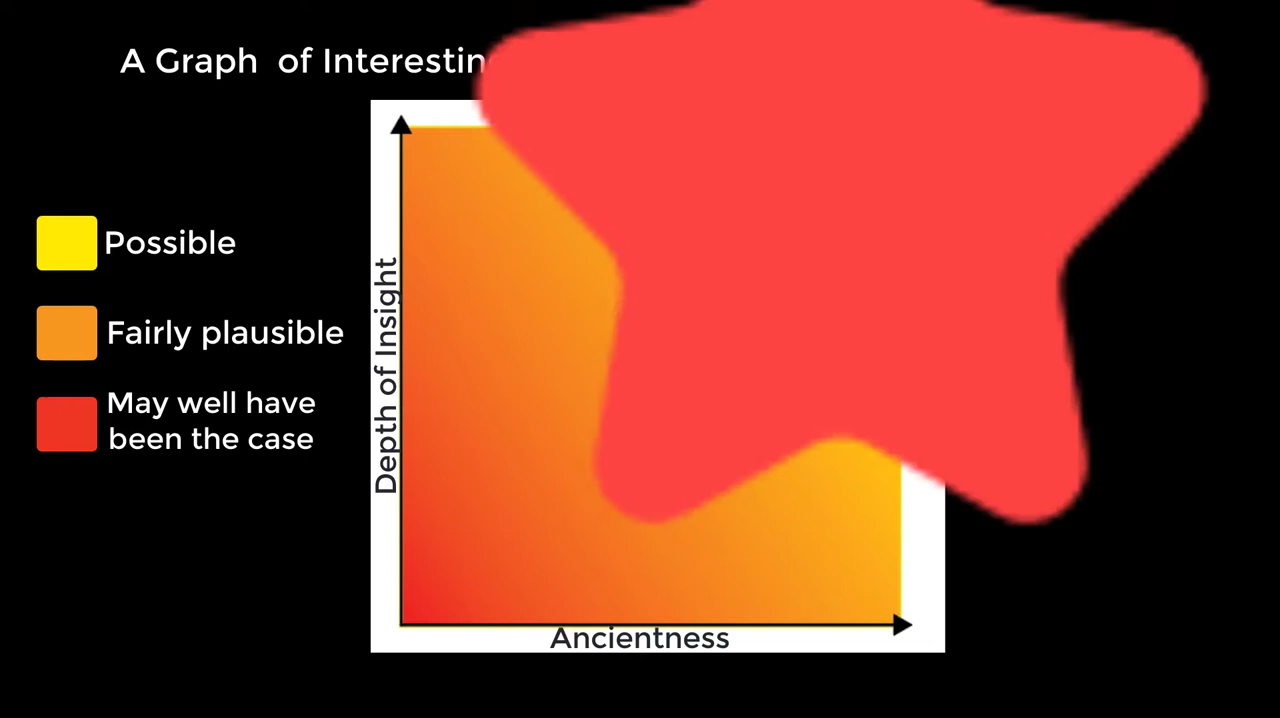 A Graph of Interestin
Possible
Fairly plausible
May well have
been the case
Depth of Insight
Ancientness